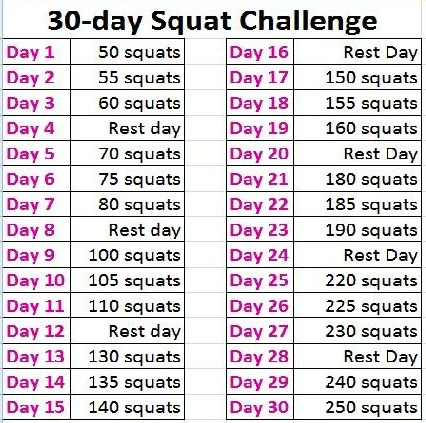 30-day Squat Challenge
Day 1 50 squats
Day 2 55 squats
Day 3 60 squats
Day 4 Rest day
Day 5 70 squats
Day 6 75 squats
Day 7 80 squats
Day 8 Rest day
Day 9 100 squats
Day 10 105 squats
Day 11 110 squats
Day 12 Rest day
Day 13 130 squats
Day 14 135 squats
Day 15 140 squats
Day 16 Rest Day
Day 17 150 squats
Day 18 155 squats
Day 19 160 squats
Day 20 Rest Day
Day 21 180 squats
Day 22 185 squats
Day 23 190 squats
Day 24 Rest Day
Day 25 220 squats
Day 26 225 squats
Day 27 230 squats
Day 28 Rest Day
Day 29 240 squats
Day 30 250 squats